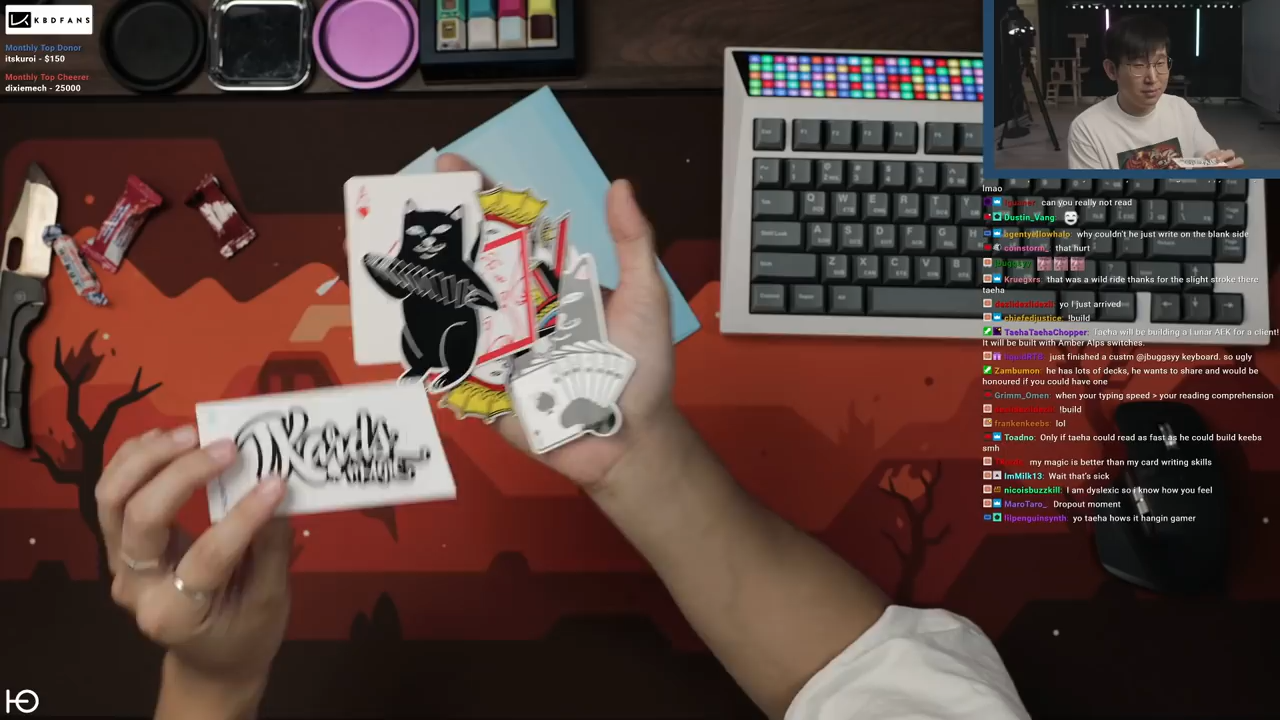 KBDFANS
Monthly Top Donor
itskuroi - $150
Monthly Top Cheerer
dixiemech - 25000
lmao
can you really not read
Dustin_Vang:
why couldn't he just write on the blank side
coinstorm_: that hurt
Kruegxrs: that was a wild ride thanks for the slight stroke there
taeha
yo I just arrived
chiefedjustice: !build
TaehaTaehaChopper: Taeha will be building a Lunar AEK for a client!
It will be built with Amber Alps switches.
just finished a custm @jbuggsyy keyboard. so ugly
Zambumon: he has lots of decks, he wants to share and would be
honoured if you could have one
Grimm_Omen: when your typing speed > your reading comprehension
!build
frankenkeebs: lol
Toadno: Only if taeha could read as fast as he could build keebs
smh
my magic is better than my card writing skills
ImMilk13: Wait that's sick
nicoisbuzzkill: I am dyslexic so i know how you feel
MaroTaro_: Dropout moment
lilpenguinsynth: yo taeha hows it hangin gamer